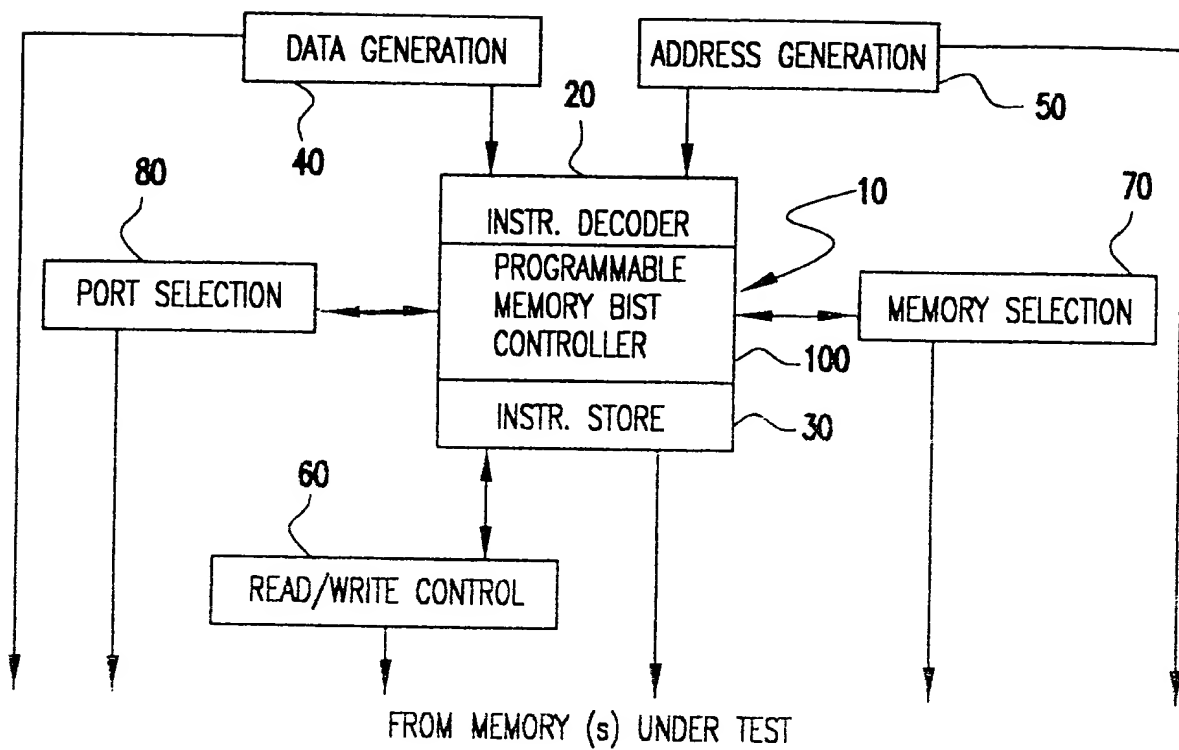 DATA GENERATION
ADDRESS GENERATION
20
50
40
80
10
70
INSTR. DECODER
PROGRAMMABLE
MEMORY BIST
CONTROLLER
PORT SELECTION
MEMORY SELECTION
100
INSTR. STORE
30
60
READ/WRITE CONTROL
FROM MEMORY (s) UNDER TEST